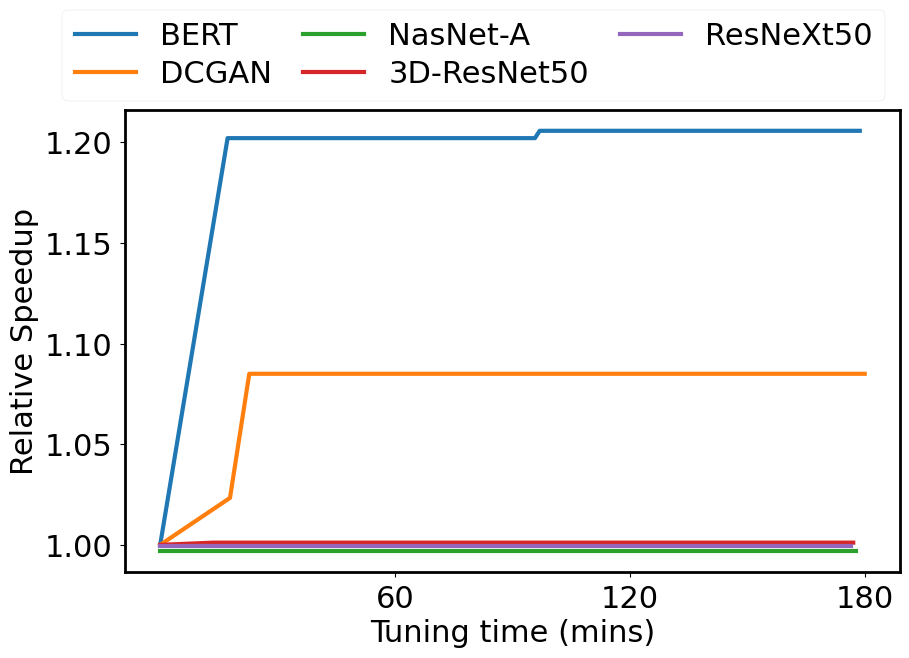 BERT
NasNet-A
ResNeXt50
DCGAN
3D-ResNet50
1.20
1.15
1.10
1.05
1.00
Relative Speedup
60
120
180
Tuning time (mins)